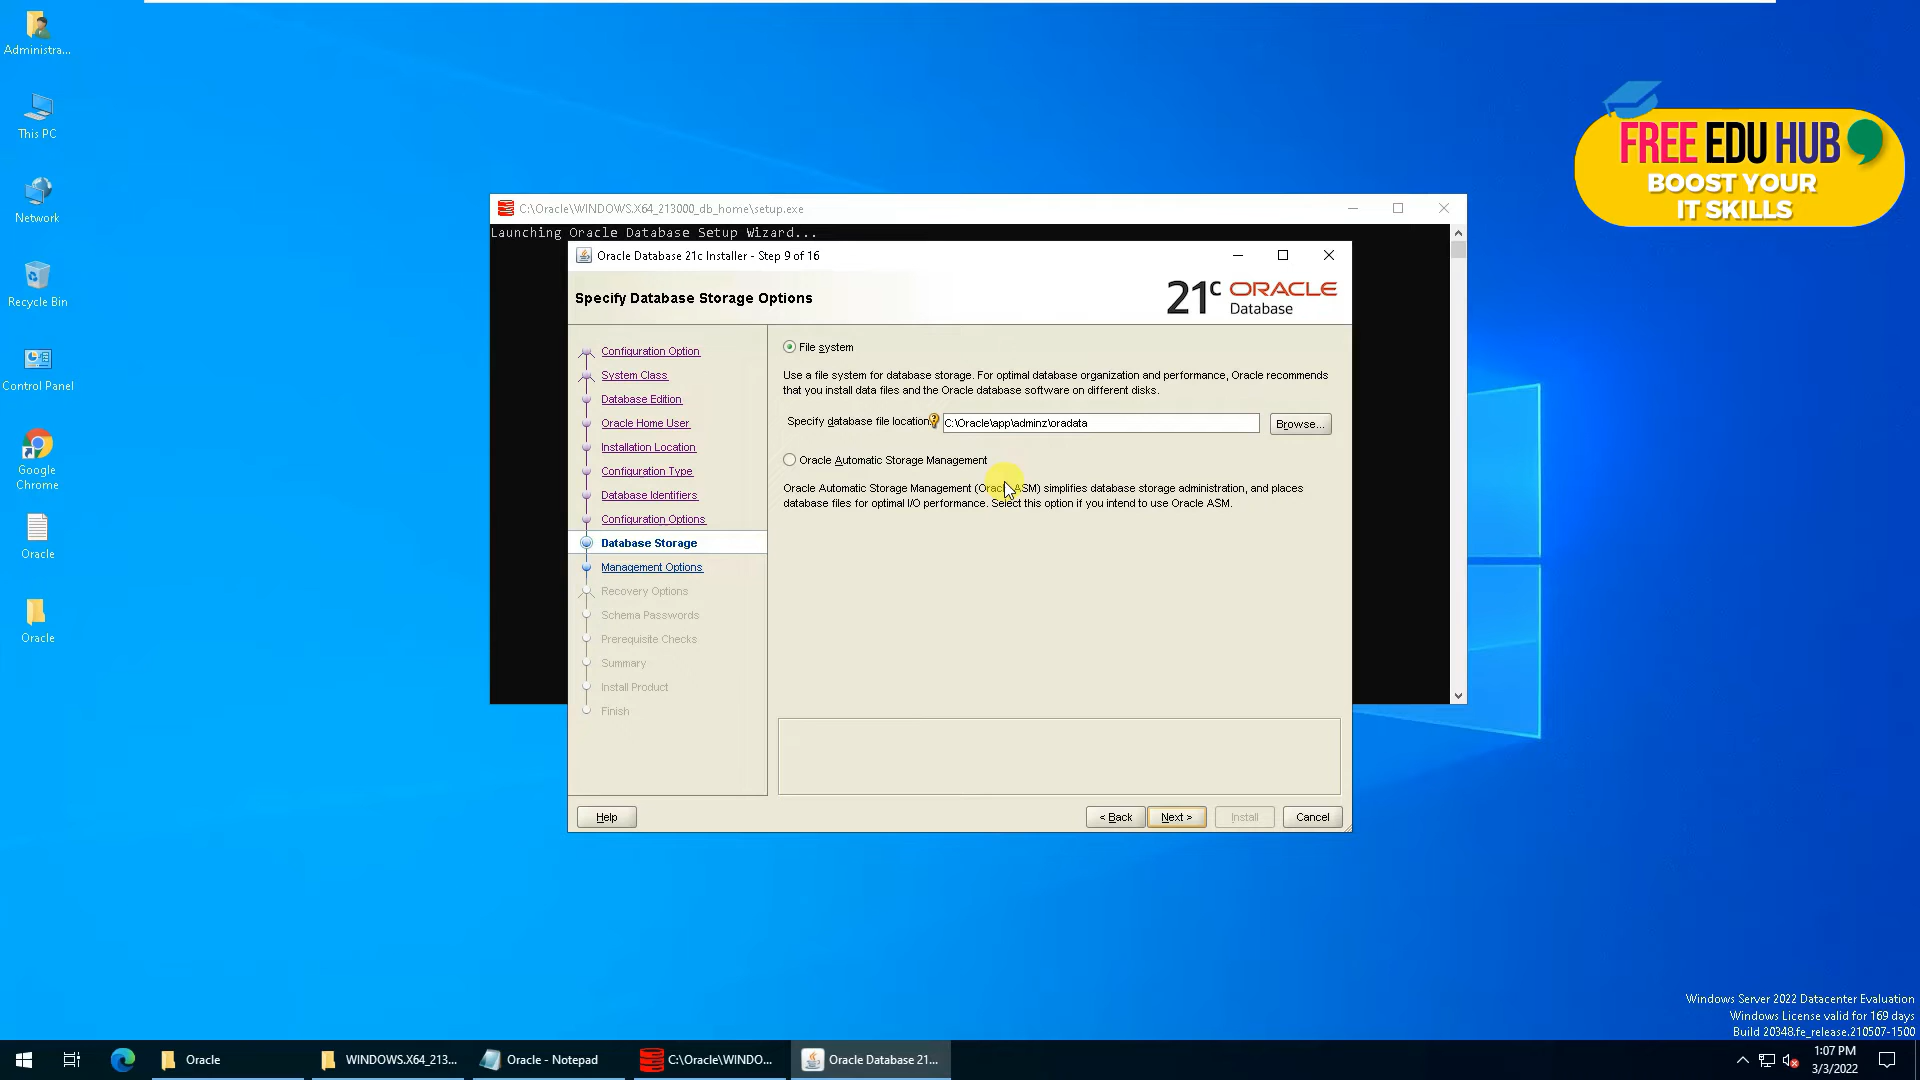 Administra...
This PC
Network
Recycle Bin
Control Panel
Google
Chrome
Oracle
Oracle
FREE EDU HUB
BOOST YOUR
IT SKILLS
C:\Oracle\WINDOWS.X64_213000_db_home\setup.exe
Launching Oracle Database Setup Wizard...
Oracle Database 21c Installer - Step 9 of 16
Specify Database Storage Options
21c ORACLE
Database
Configuration Option
System Class
Database Edition
Oracle Home User
Installation Location
Configuration Type
Database Identifiers
Configuration Options
Database Storage
Management Options
Recovery Options
Schema Passwords
Prerequisite Checks
Summary
Install Product
Finish
File system
Use a file system for database storage. For optimal database organization and performance, Oracle recommends
that you install data files and the Oracle database software on different disks.
Specify database file location: C:\Oracle\app\adminz\oradata Browse...
Oracle Automatic Storage Management
Oracle Automatic Storage Management (Oracle ASM) simplifies database storage administration, and places
database files for optimal I/O performance. Select this option if you intend to use Oracle ASM.
Help
< Back
Next >
Install
Cancel
Windows Server 2022 Datacenter Evaluation
Windows License valid for 169 days
Build 20348.fe_release.210507-1500
Oracle
WINDOWS.X64_213...
Oracle - Notepad
C:\Oracle\WINDO...
Oracle Database 21...
1:07 PM
3/3/2022